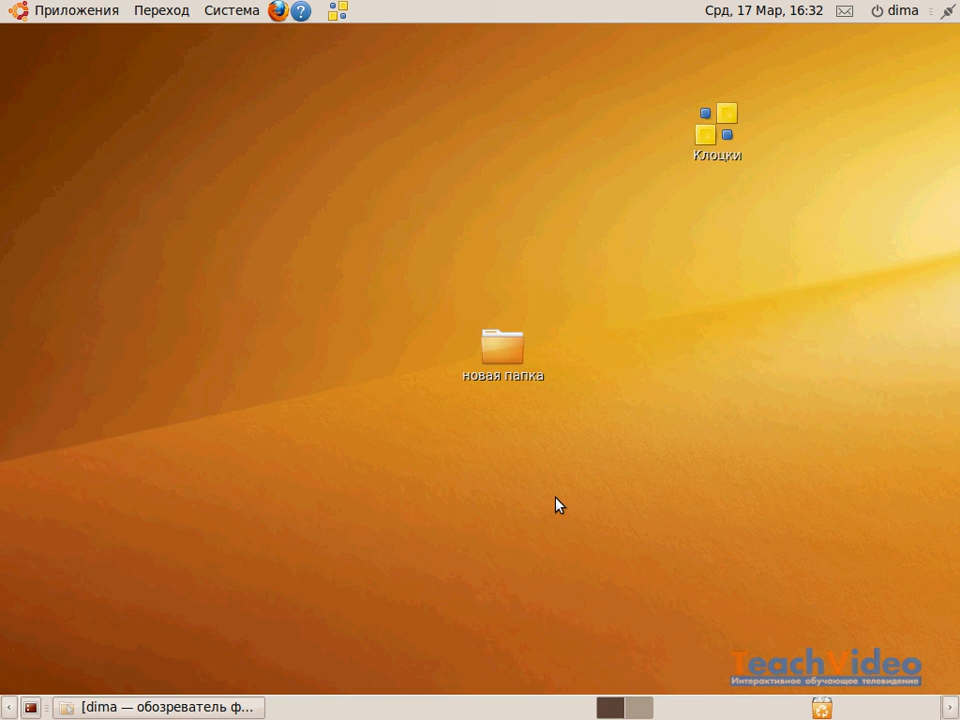 Приложения Переход Система Срд, 17 Мар, 16:32 dima
Клоцки
новая папка
TeachVideo
Интерактивное обучающее телевидение
[dima — обозреватель ф...